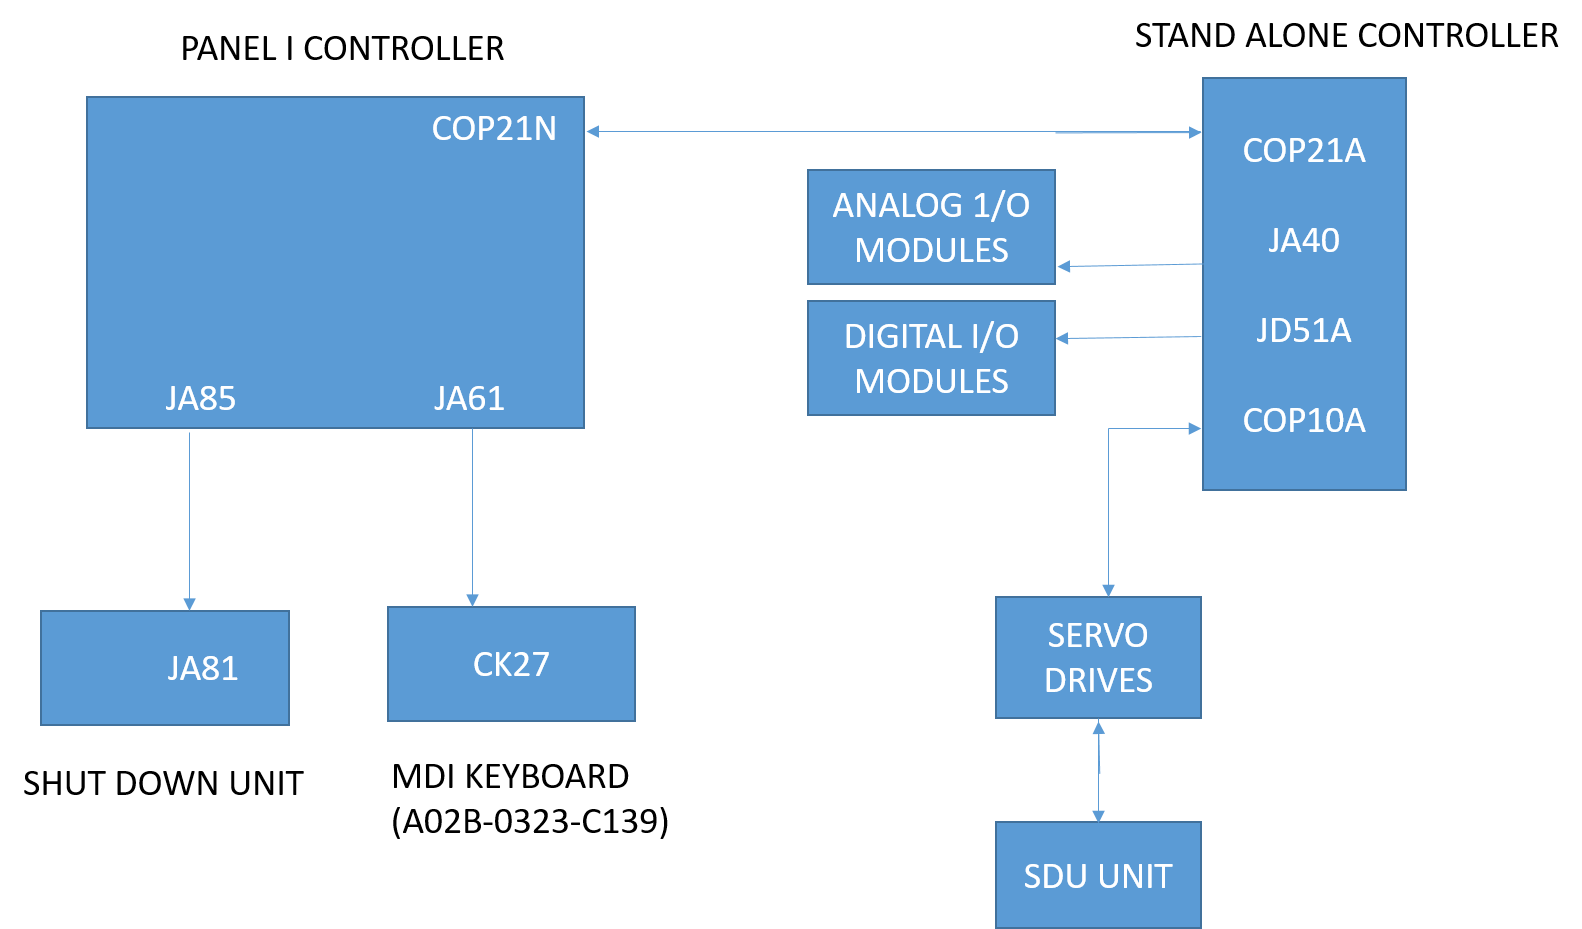 PANEL I CONTROLLER
STAND ALONE CONTROLLER
COP21N
COP21A
ANALOG 1/O
MODULES
JA40
DIGITAL I/O
MODULES
JD51A
JA85
JA61
COP10A
JA81
CK27
SERVO
DRIVES
SHUT DOWN UNIT
MDI KEYBOARD
(A02B-0323-C139)
SDU UNIT